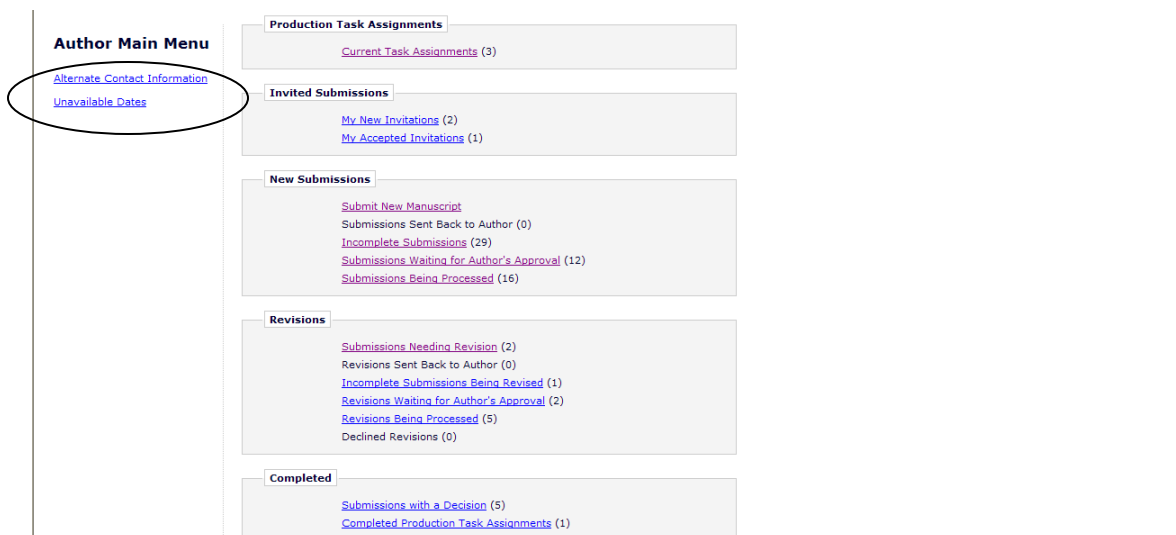 Author Main Menu
Alternate Contact Information
Unavailable Dates
Production Task Assignments
Current Task Assignments (3)
Invited Submissions
My New Invitations (2)
My Accepted Invitations (1)
New Submissions
Submit New Manuscript
Submissions Sent Back to Author (0)
Incomplete Submissions (29)
Submissions Waiting for Author's Approval (12)
Submissions Being Processed (16)
Revisions
Submissions Needing Revision (2)
Revisions Sent Back to Author (0)
Incomplete Submissions Being Revised (1)
Revisions Waiting for Author's Approval (2)
Revisions Being Processed (5)
Declined Revisions (0)
Completed
Submissions with a Decision (5)
Completed Production Task Assignments (1)